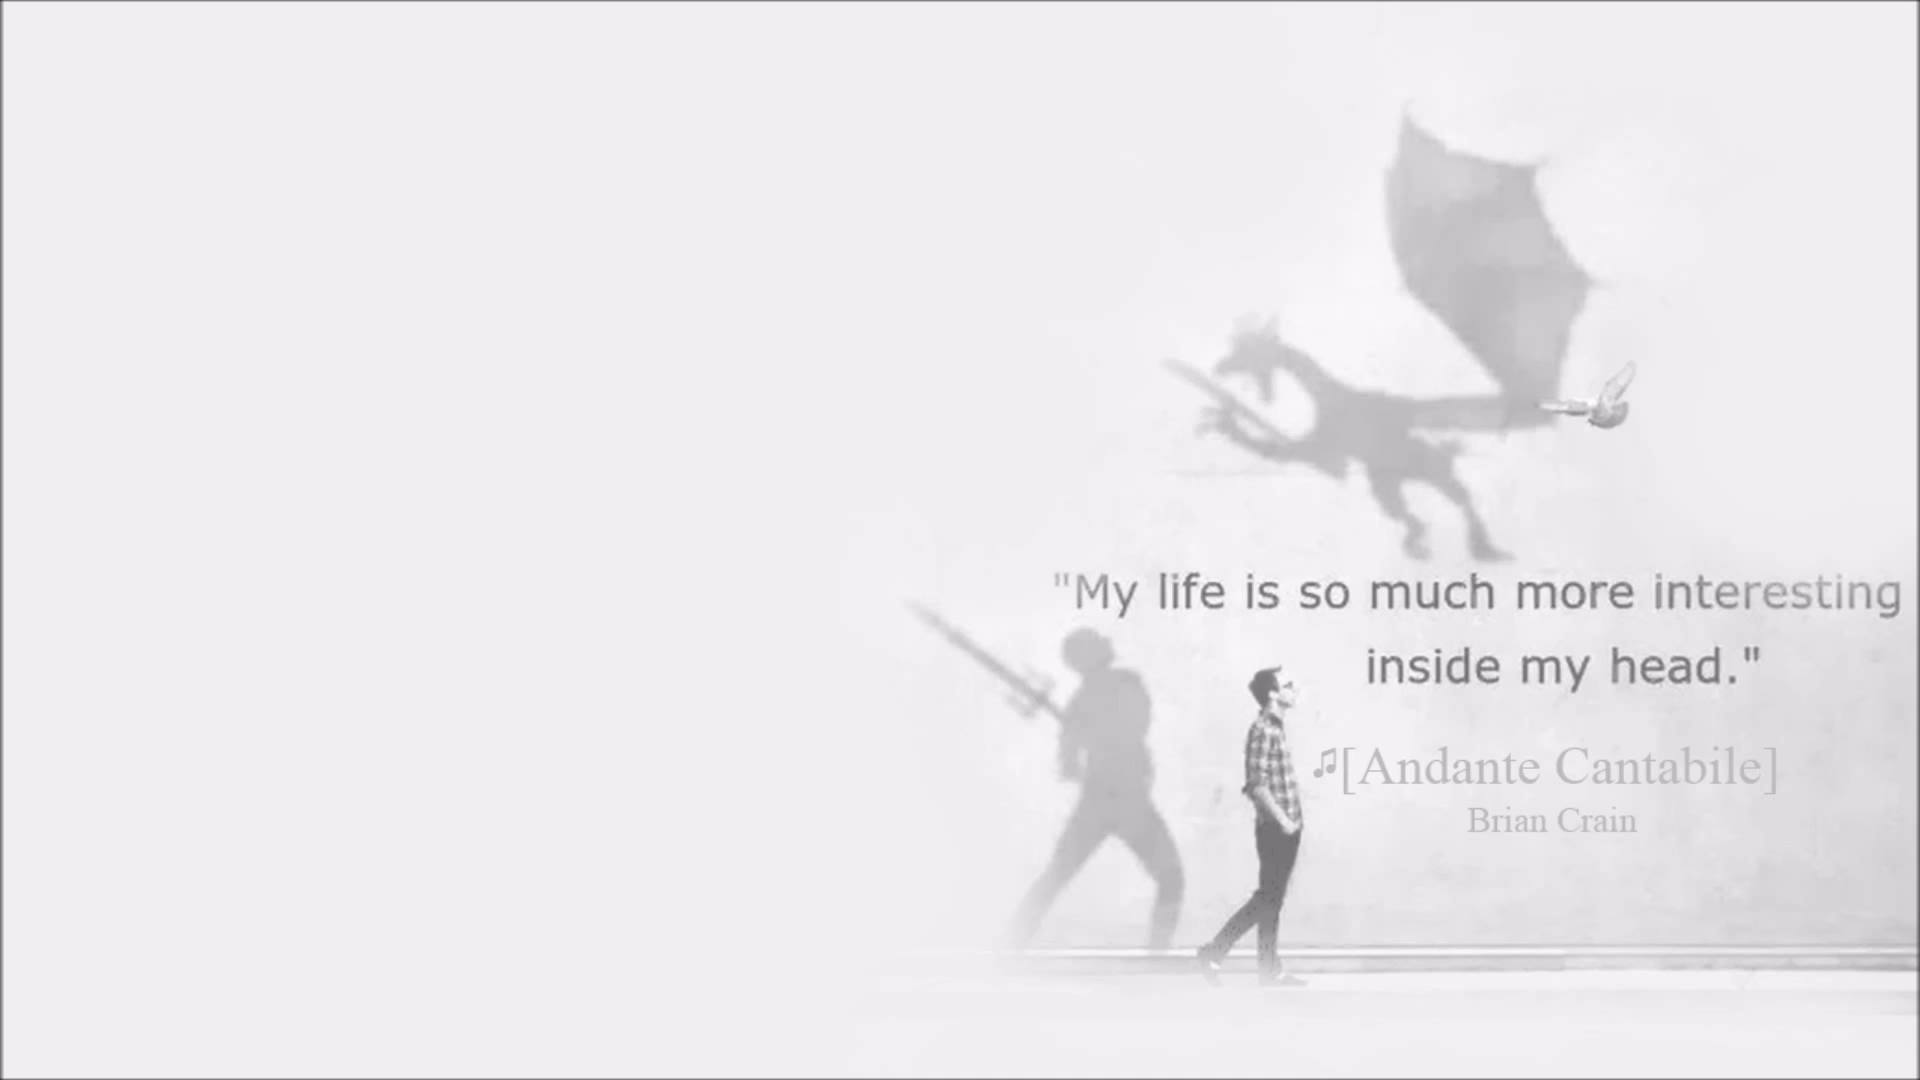 "My life is so much more interesting
inside my head."
♫[Andante Cantabile]
Brian Crain